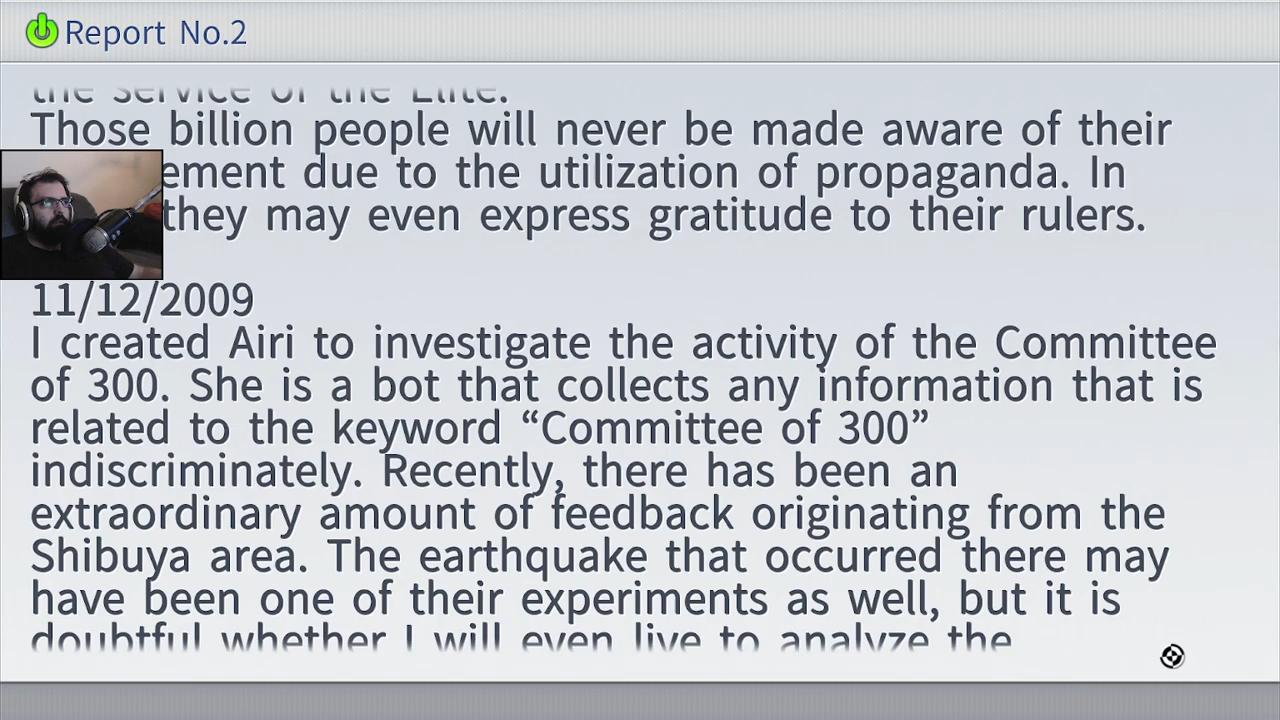 Report No.2
the service of the Elite.
Those billion people will never be made aware of their
ement due to the utilization of propaganda. In
they may even express gratitude to their rulers.
11/12/2009
I created Airi to investigate the activity of the Committee
of 300. She is a bot that collects any information that is
related to the keyword “Committee of 300”
indiscriminately. Recently, there has been an
extraordinary amount of feedback originating from the
Shibuya area. The earthquake that occurred there may
have been one of their experiments as well, but it is
doubtful whether I will even live to analyze the